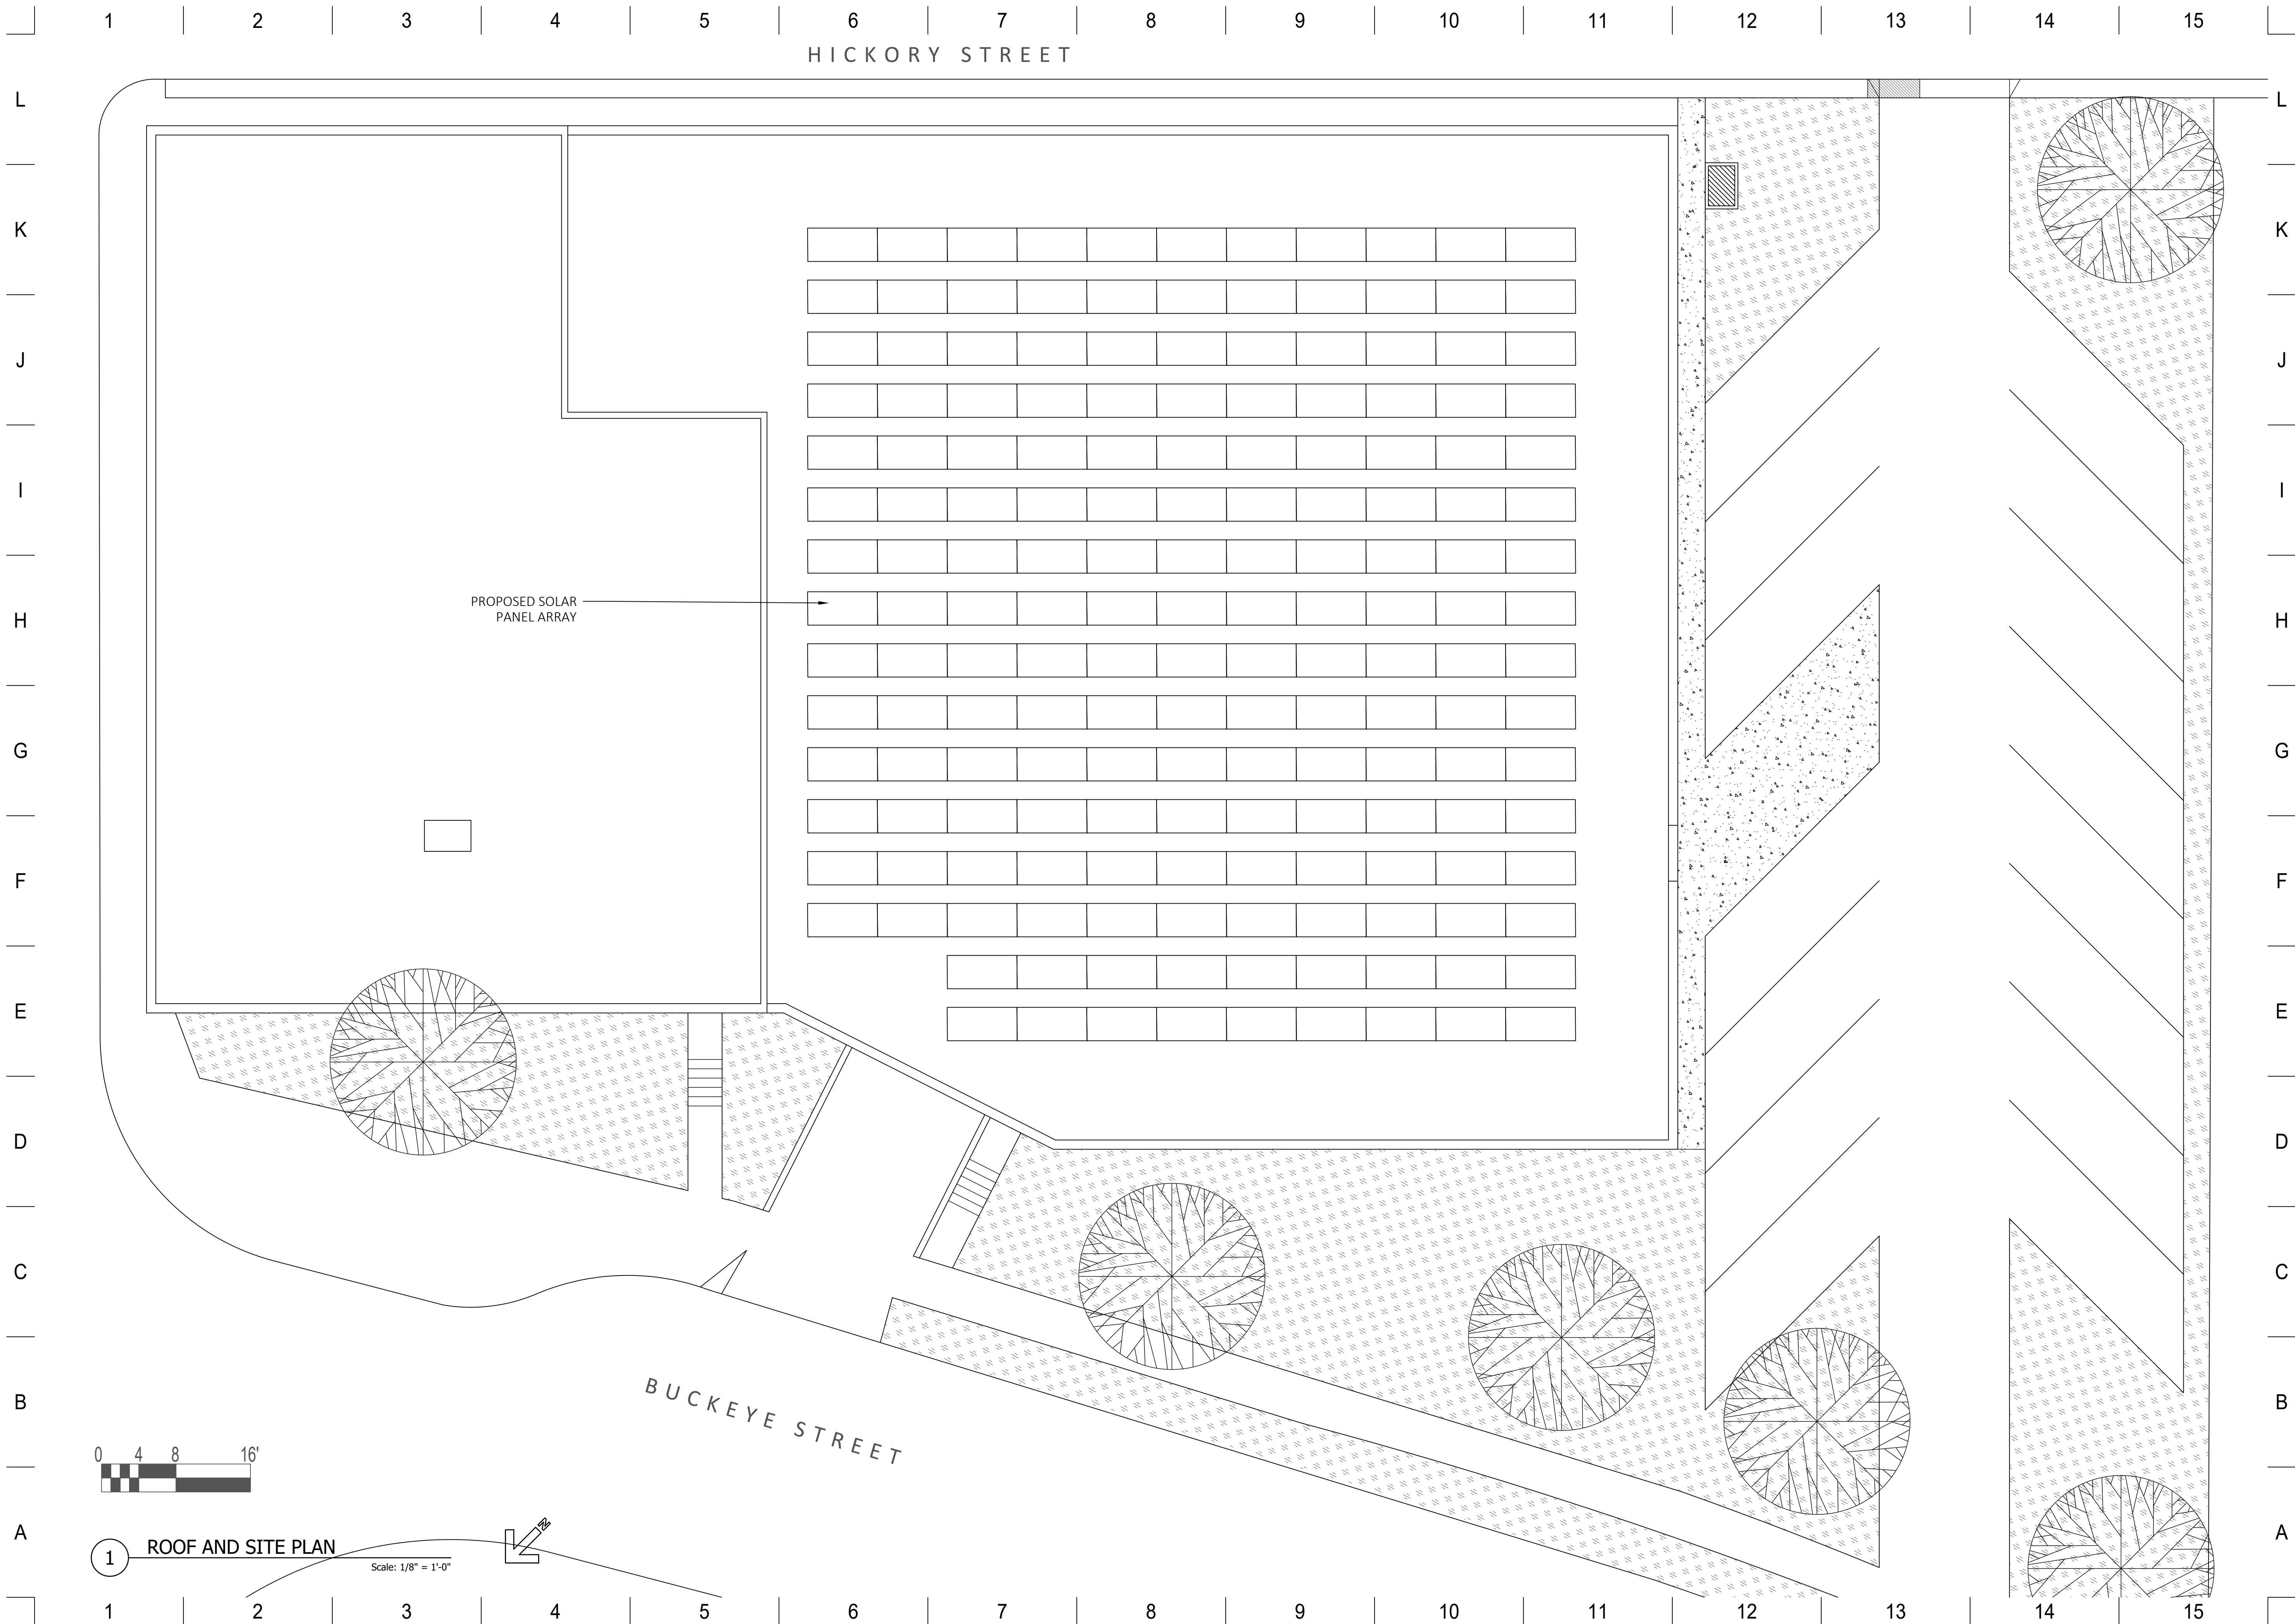 1 2 3 4 5 6 7 8 9 10 11 12 13 14 15
HICKORY STREET
L L
K K
J J
I I
PROPOSED SOLAR
PANEL ARRAY
H H
G G
F F
E E
D D
C C
BUCKEYE STREET
B B
0 4 8 16'
A A
1 ROOF AND SITE PLAN
Scale: 1/8" = 1'-0"
N
1 2 3 4 5 6 7 8 9 10 11 12 13 14 15